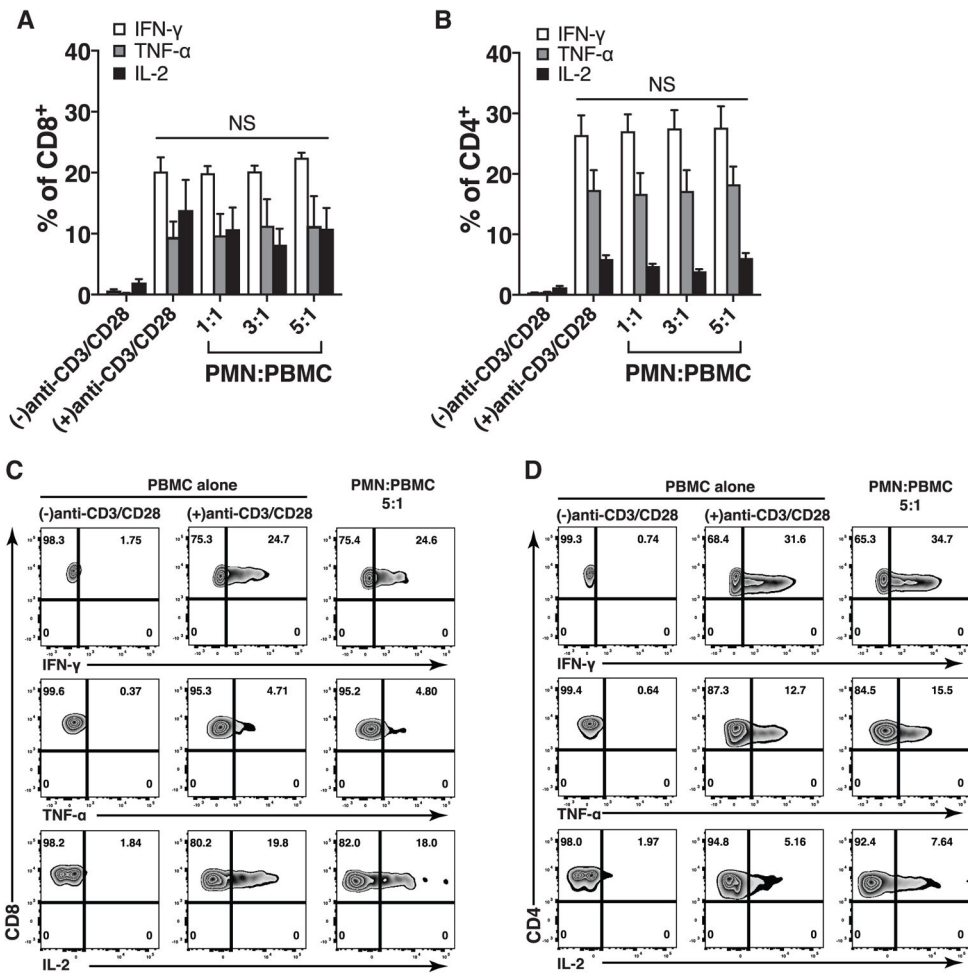 A
IFN-γ
TNF-α
IL-2
% of CD8+
40
30
20
10
0
NS
(-)anti-CD3/CD28
(+)anti-CD3/CD28
1:1
3:1
5:1
PMN:PBMC
B
IFN-γ
TNF-α
IL-2
% of CD4+
40
30
20
10
0
NS
(-)anti-CD3/CD28
(+)anti-CD3/CD28
1:1
3:1
5:1
PMN:PBMC
C
PBMC alone
PMN:PBMC
5:1
(-)anti-CD3/CD28
(+)anti-CD3/CD28
98.3 1.75
0 0
75.3 24.7
0 0
75.4 24.6
0 0
IFN-γ
99.6 0.37
0 0
95.3 4.71
0 0
95.2 4.80
0 0
TNF-α
98.2 1.84
0 0
80.2 19.8
0 0
82.0 18.0
0 0
IL-2
CD8
D
PBMC alone
PMN:PBMC
5:1
(-)anti-CD3/CD28
(+)anti-CD3/CD28
99.3 0.74
0 0
68.4 31.6
0 0
65.3 34.7
0 0
IFN-γ
99.4 0.64
0 0
87.3 12.7
0 0
84.5 15.5
0 0
TNF-α
98.0 1.97
0 0
94.8 5.16
0 0
92.4 7.64
0 0
IL-2
CD4